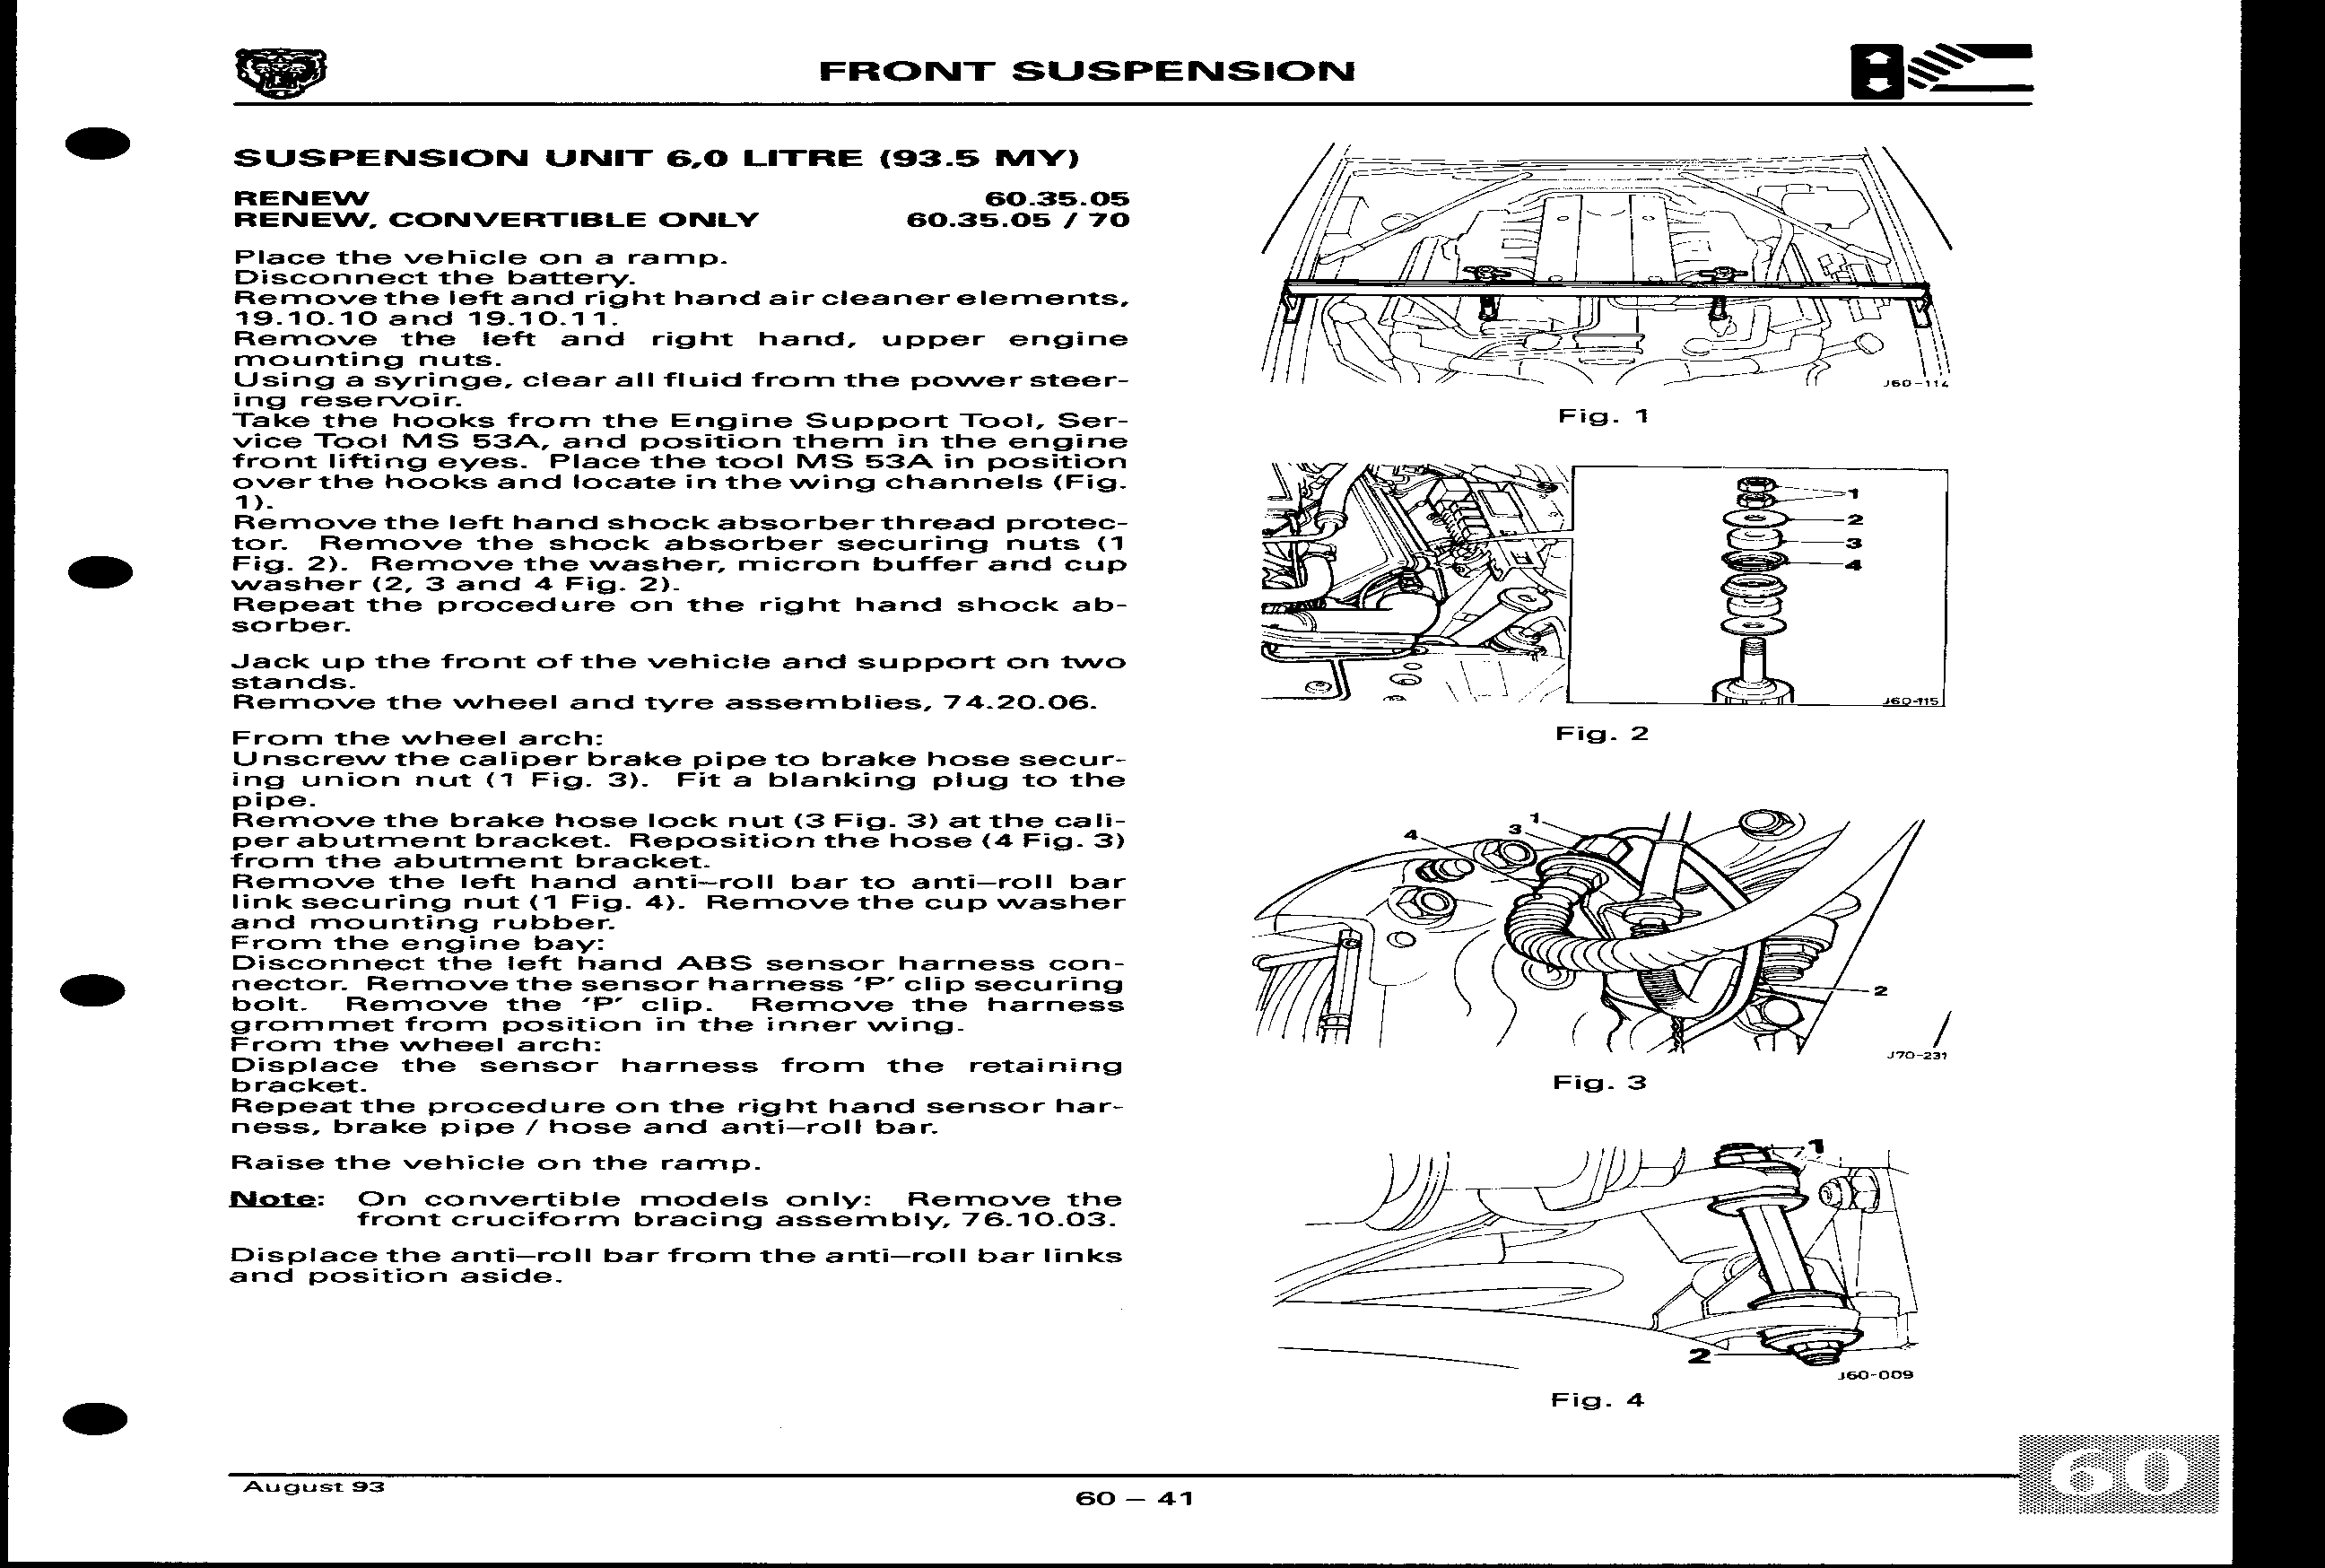 FRONT SUSPENSION
SUSPENSION UNIT 6,0 LITRE (93.5 MY)
RENEW 60.35.05
RENEW, CONVERTIBLE ONLY 60.35.05 / 70
Place the vehicle on a ramp.
Disconnect the battery.
Remove the left and right hand air cleaner elements,
19.10.10 and 19.10.11.
Remove the left and right hand, upper engine
mounting nuts.
Using a syringe, clear all fluid from the power steer-
ing reservoir.
Take the hooks from the Engine Support Tool, Ser-
vice Tool MS 53A, and position them in the engine
front lifting eyes. Place the tool MS 53A in position
over the hooks and locate in the wing channels (Fig.
1).
Remove the left hand shock absorber thread protec-
tor. Remove the shock absorber securing nuts (1
Fig. 2). Remove the washer, micron buffer and cup
washer (2, 3 and 4 Fig. 2).
Repeat the procedure on the right hand shock ab-
sorber.
Jack up the front of the vehicle and support on two
stands.
Remove the wheel and tyre assemblies, 74.20.06.
From the wheel arch:
Unscrew the caliper brake pipe to brake hose secur-
ing union nut (1 Fig. 3). Fit a blanking plug to the
pipe.
Remove the brake hose lock nut (3 Fig. 3) at the cali-
per abutment bracket. Reposition the hose (4 Fig. 3)
from the abutment bracket.
Remove the left hand anti–roll bar to anti–roll bar
link securing nut (1 Fig. 4). Remove the cup washer
and mounting rubber.
From the engine bay:
Disconnect the left hand ABS sensor harness con-
nector. Remove the sensor harness ‘P’ clip securing
bolt. Remove the ‘P’ clip. Remove the harness
grommet from position in the inner wing.
From the wheel arch:
Displace the sensor harness from the retaining
bracket.
Repeat the procedure on the right hand sensor har-
ness, brake pipe / hose and anti–roll bar.
Raise the vehicle on the ramp.
Note: On convertible models only: Remove the
front cruciform bracing assembly, 76.10.03.
Displace the anti–roll bar from the anti–roll bar links
and position aside.
J60–114
Fig. 1
1
2
3
4
J60–115
Fig. 2
1
3
4
2
J70–231
Fig. 3
1
2
J60–009
Fig. 4
August 93
60 – 41
60